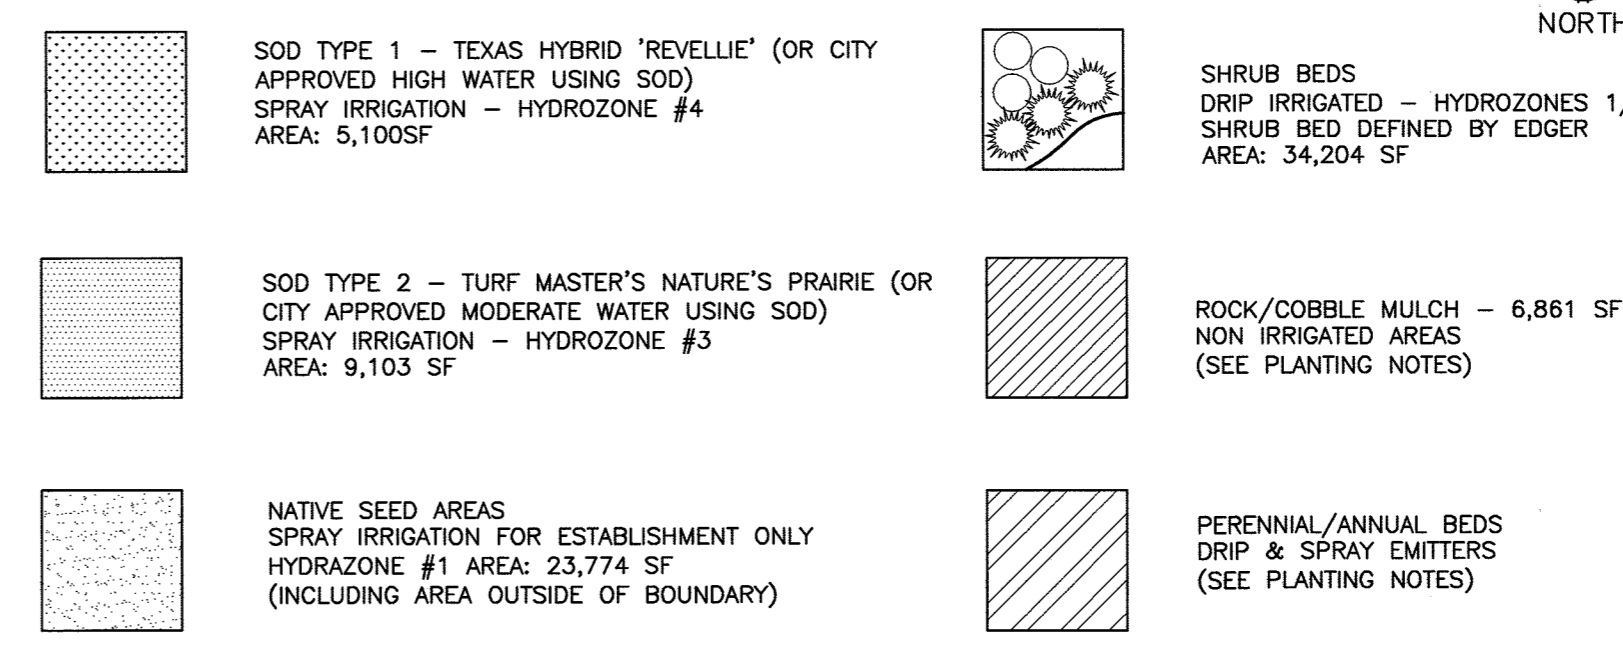 NORTH
SOD TYPE 1 – TEXAS HYBRID 'REVELLIE' (OR CITY
APPROVED HIGH WATER USING SOD)
SPRAY IRRIGATION – HYDROZONE #4
AREA: 5,100SF
SHRUB BEDS
DRIP IRRIGATED – HYDROZONES 1/
SHRUB BED DEFINED BY EDGER
AREA: 34,204 SF
SOD TYPE 2 – TURF MASTER'S NATURE'S PRAIRIE (OR
CITY APPROVED MODERATE WATER USING SOD)
SPRAY IRRIGATION – HYDROZONE #3
AREA: 9,103 SF
ROCK/COBBLE MULCH – 6,861 SF
NON IRRIGATED AREAS
(SEE PLANTING NOTES)
NATIVE SEED AREAS
SPRAY IRRIGATION FOR ESTABLISHMENT ONLY
HYDRAZONE #1 AREA: 23,774 SF
(INCLUDING AREA OUTSIDE OF BOUNDARY)
PERENNIAL/ANNUAL BEDS
DRIP & SPRAY EMITTERS
(SEE PLANTING NOTES)